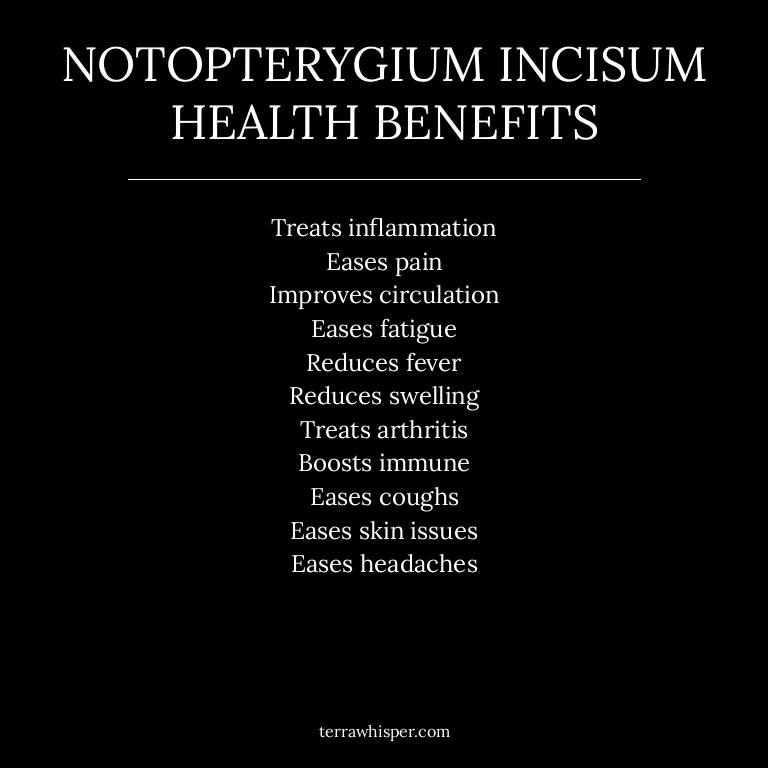 NOTOPTERYGIUM INCISUM
HEALTH BENEFITS
Treats inflammation
Eases pain
Improves circulation
Eases fatigue
Reduces fever
Reduces swelling
Treats arthritis
Boosts immune
Eases coughs
Eases skin issues
Eases headaches
terrawhisper.com